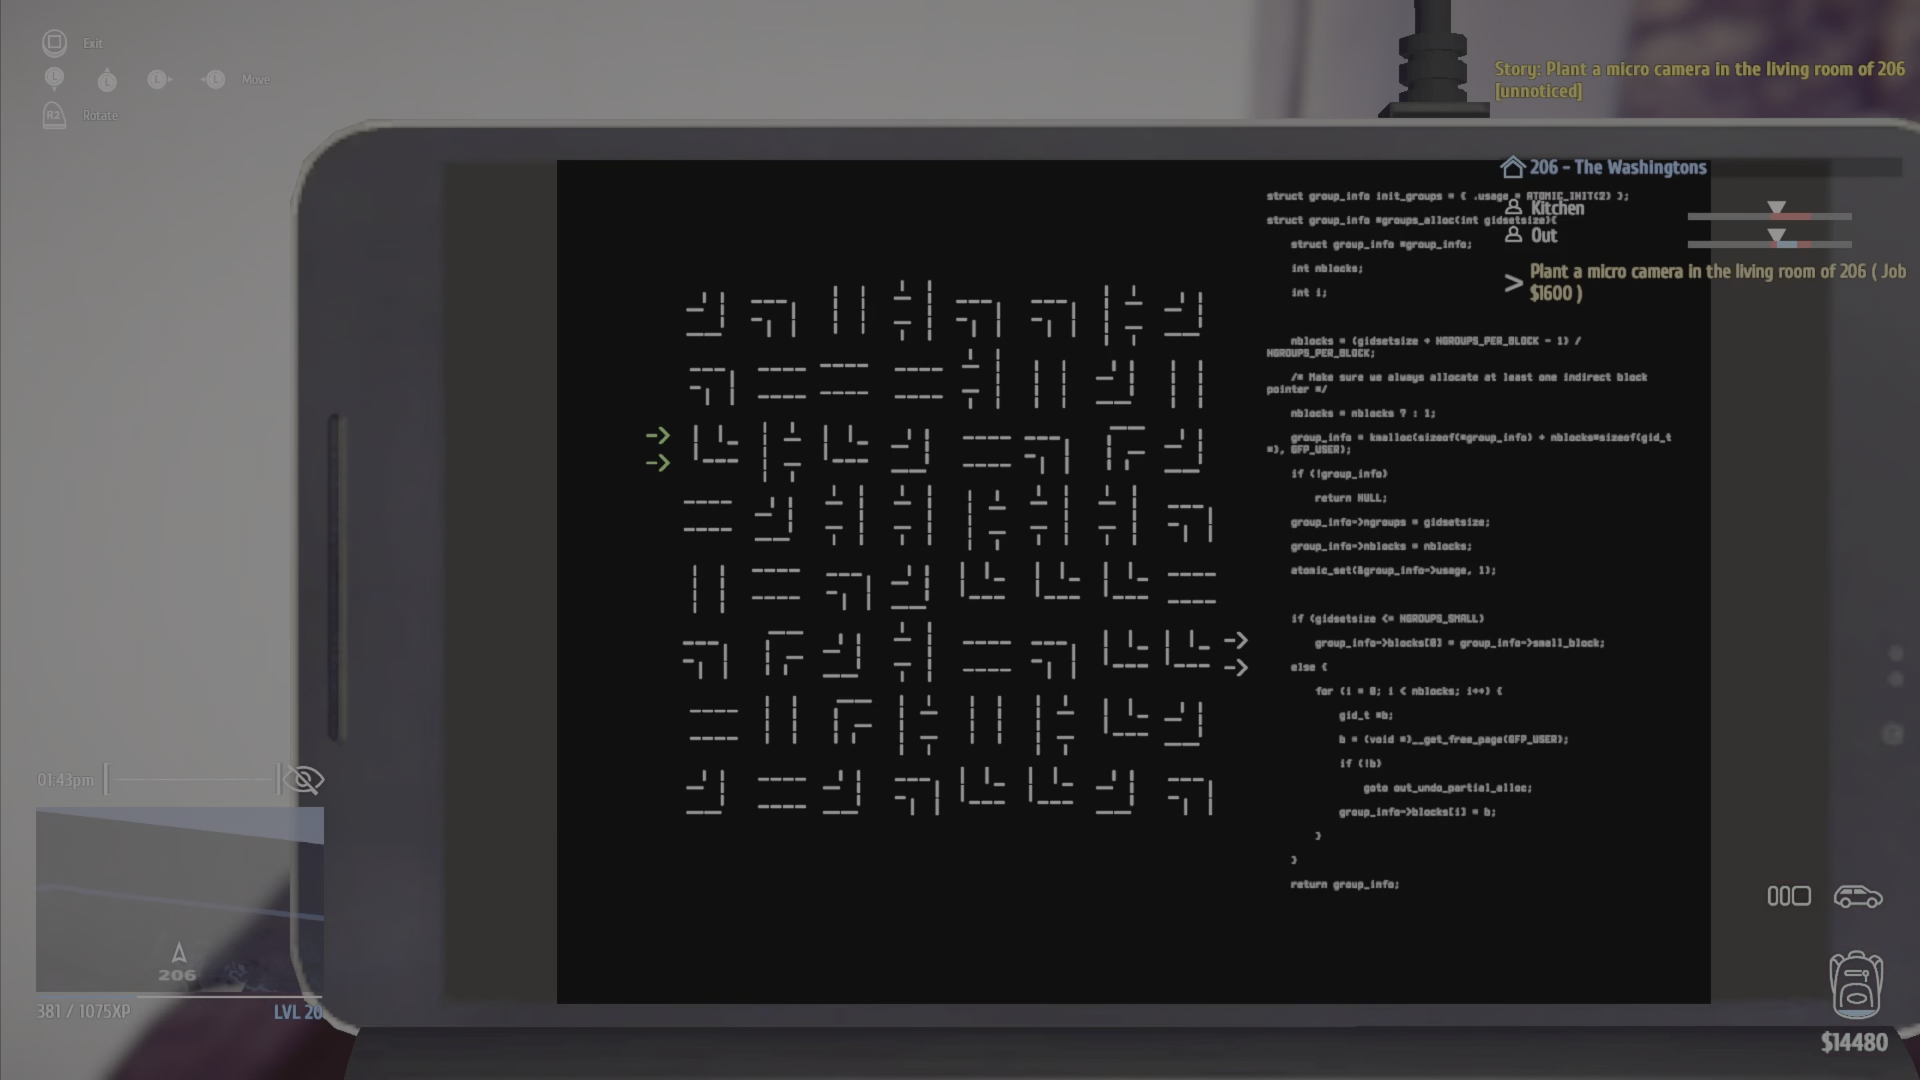 Exit
Move
R2 Rotate
Story: Plant a micro camera in the living room of 206
[unnoticed]
206 - The Washingtons
Kitchen
Out
> Plant a micro camera in the living room of 206 ( Job
$1600 )
struct group_info init_groups = { .usage = ATOMIC_INIT(2) };
struct group_info *groups_alloc(int gidsetsize){
struct group_info *group_info;
int nblocks;
int i;
nblocks = (gidsetsize + NGROUPS_PER_BLOCK - 1) /
NGROUPS_PER_BLOCK;
/* Make sure we always allocate at least one indirect block
pointer */
nblocks = nblocks ? : 1;
group_info = kmalloc(sizeof(*group_info) + nblocks*sizeof(gid_t
*), GFP_USER);
if (!group_info)
return NULL;
group_info->ngroups = gidsetsize;
group_info->nblocks = nblocks;
atomic_set(&group_info->usage, 1);
if (gidsetsize <= NGROUPS_SMALL)
group_info->blocks[0] = group_info->small_block;
else {
for (i = 0; i < nblocks; i++) {
gid_t *b;
b = (void *)__get_free_page(GFP_USER);
if (!b)
goto out_undo_partial_alloc;
group_info->blocks[i] = b;
}
}
return group_info;
01:43pm
206
381 / 1075XP
LVL 20
$14480